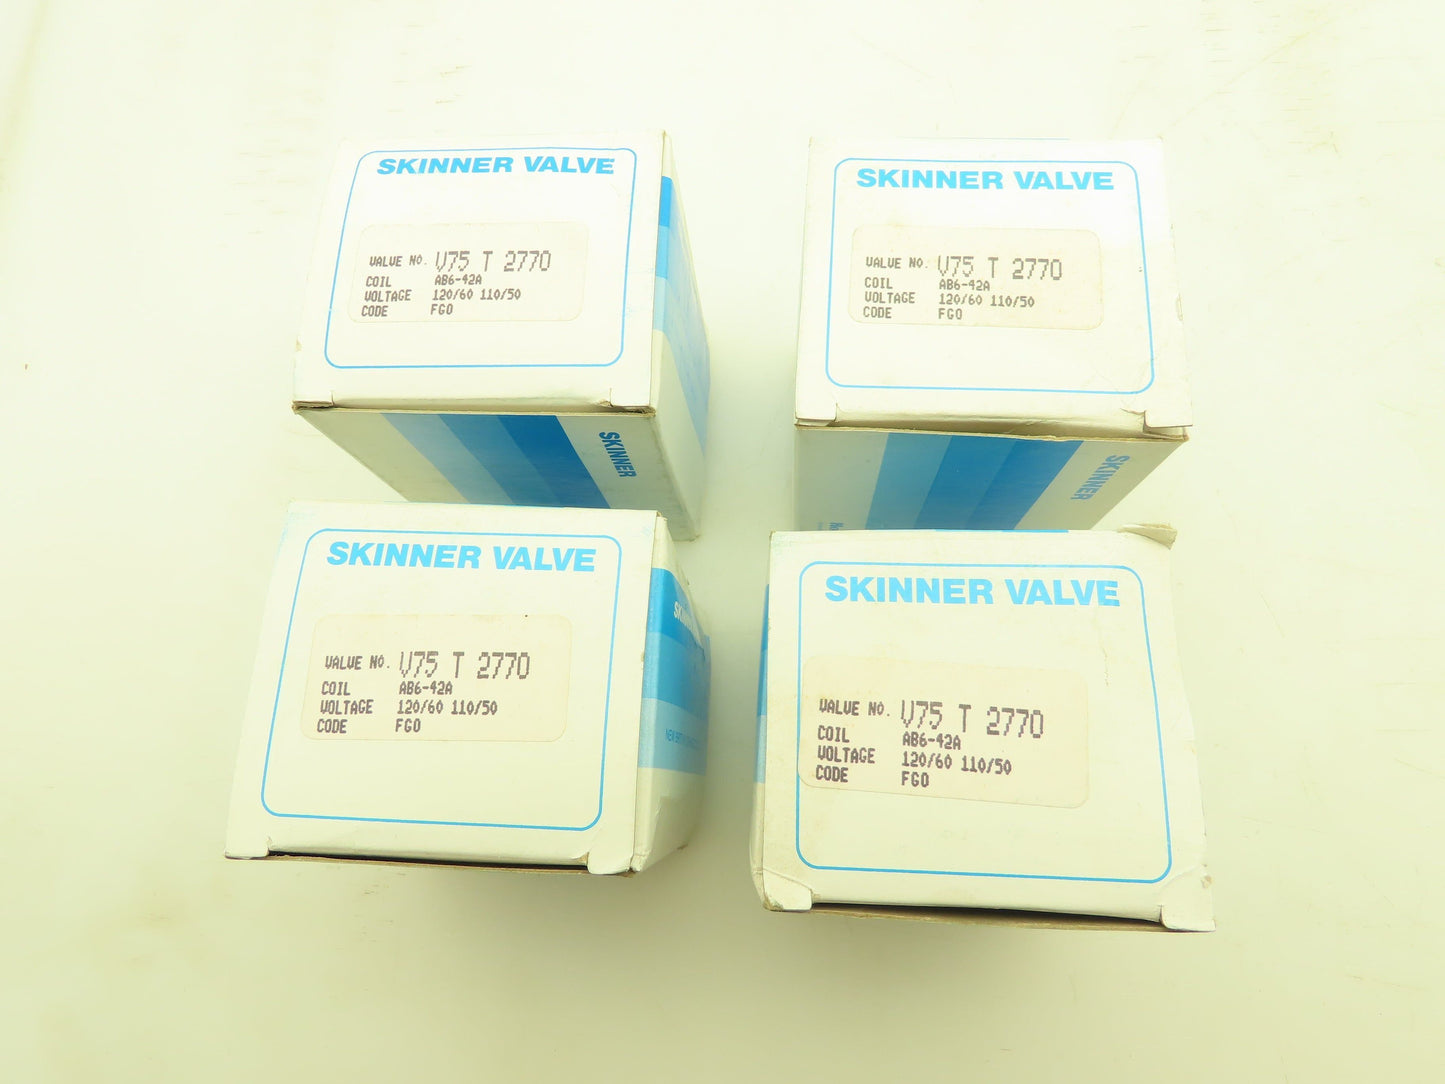 SKINNER VALVE
VALVE NO. V75 T 2770
COIL AB6-42A
VOLTAGE 120/60 110/50
CODE FGO
SKINNER
SKINNER VALVE
VALVE NO. V75 T 2770
COIL AB6-42A
VOLTAGE 120/60 110/50
CODE FGO
SKINNER
SKINNER VALVE
VALVE NO. V75 T 2770
COIL AB6-42A
VOLTAGE 120/60 110/50
CODE FGO
SKINNER VALVE
VALVE NO. V75 T 2770
COIL AB6-42A
VOLTAGE 120/60 110/50
CODE FGO